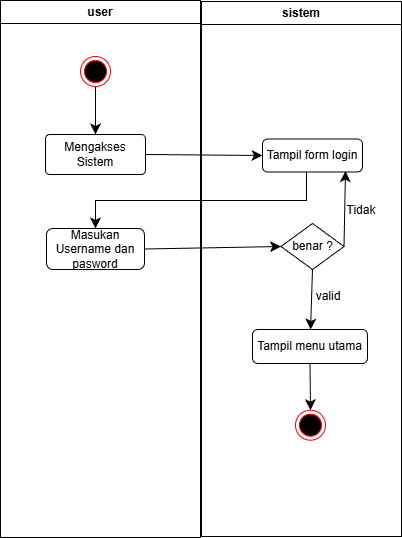 user
sistem
Mengakses
Sistem
Tampil form login
Tidak
Masukan
Username dan
pasword
benar ?
valid
Tampil menu utama